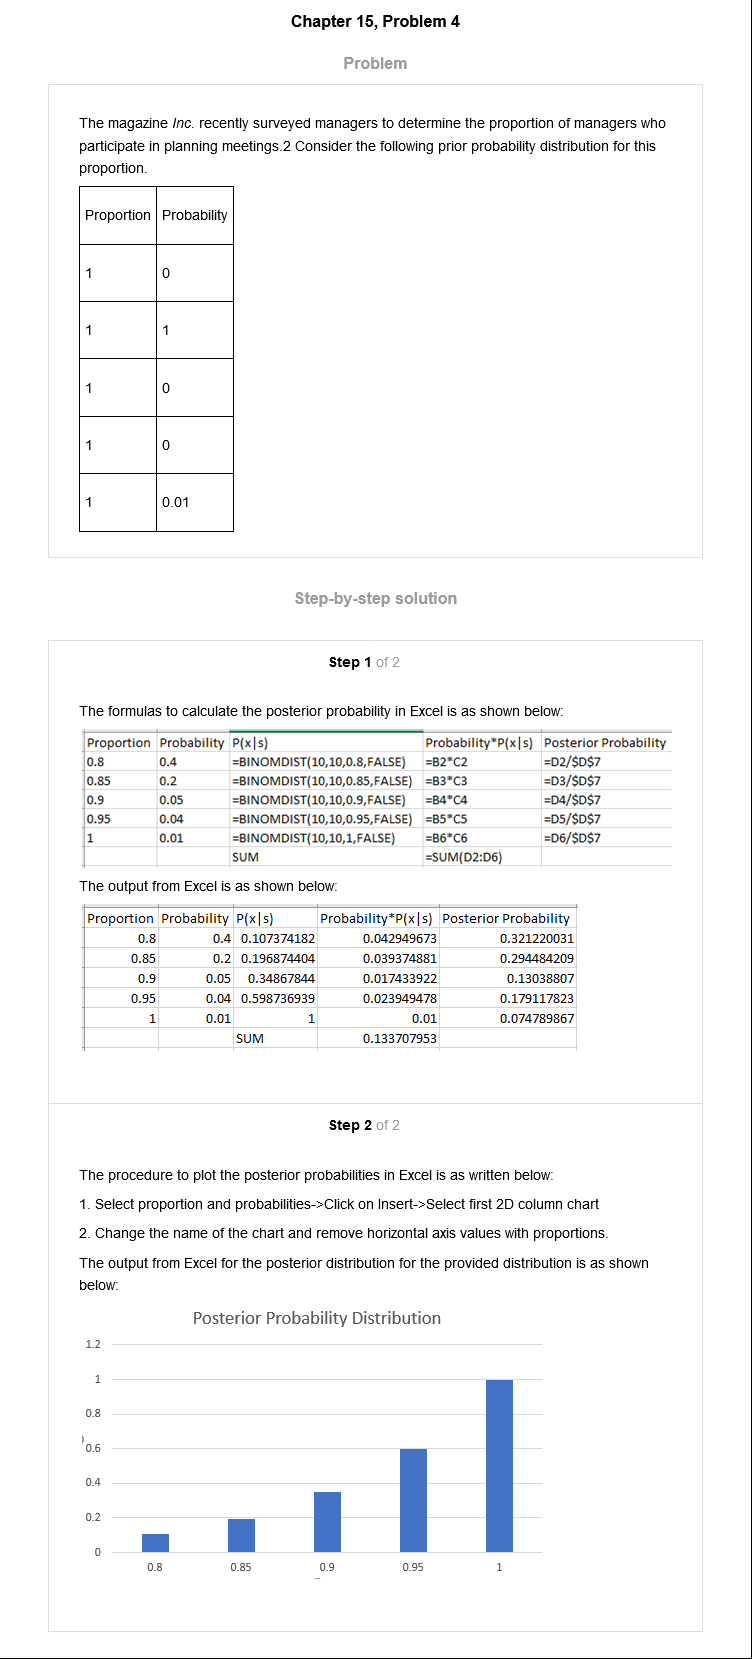 Chapter 15, Problem 4
Problem
The magazine Inc. recently surveyed managers to determine the proportion of managers who
participate in planning meetings.2 Consider the following prior probability distribution for this
proportion.
Proportion Probability
1 0
1 1
1 0
1 0
1 0.01
Step-by-step solution
Step 1 of 2
The formulas to calculate the posterior probability in Excel is as shown below:
Proportion Probability P(x|s) Probability*P(x|s) Posterior Probability
0.8 0.4 =BINOMDIST(10,10,0.8,FALSE) =B2*C2 =D2/$D$7
0.85 0.2 =BINOMDIST(10,10,0.85,FALSE) =B3*C3 =D3/$D$7
0.9 0.05 =BINOMDIST(10,10,0.9,FALSE) =B4*C4 =D4/$D$7
0.95 0.04 =BINOMDIST(10,10,0.95,FALSE) =B5*C5 =D5/$D$7
1 0.01 =BINOMDIST(10,10,1,FALSE) =B6*C6 =D6/$D$7
SUM =SUM(D2:D6)
The output from Excel is as shown below:
Proportion Probability P(x|s) Probability*P(x|s) Posterior Probability
0.8 0.4 0.107374182 0.042949673 0.321220031
0.85 0.2 0.196874404 0.039374881 0.294484209
0.9 0.05 0.34867844 0.017433922 0.13038807
0.95 0.04 0.598736939 0.023949478 0.179117823
1 0.01 1 0.01 0.074789867
SUM 0.133707953
Step 2 of 2
The procedure to plot the posterior probabilities in Excel is as written below:
1. Select proportion and probabilities->Click on Insert->Select first 2D column chart
2. Change the name of the chart and remove horizontal axis values with proportions.
The output from Excel for the posterior distribution for the provided distribution is as shown
below:
Posterior Probability Distribution
1.2
1
0.8
0.6
0.4
0.2
0
0.8 0.85 0.9 0.95 1